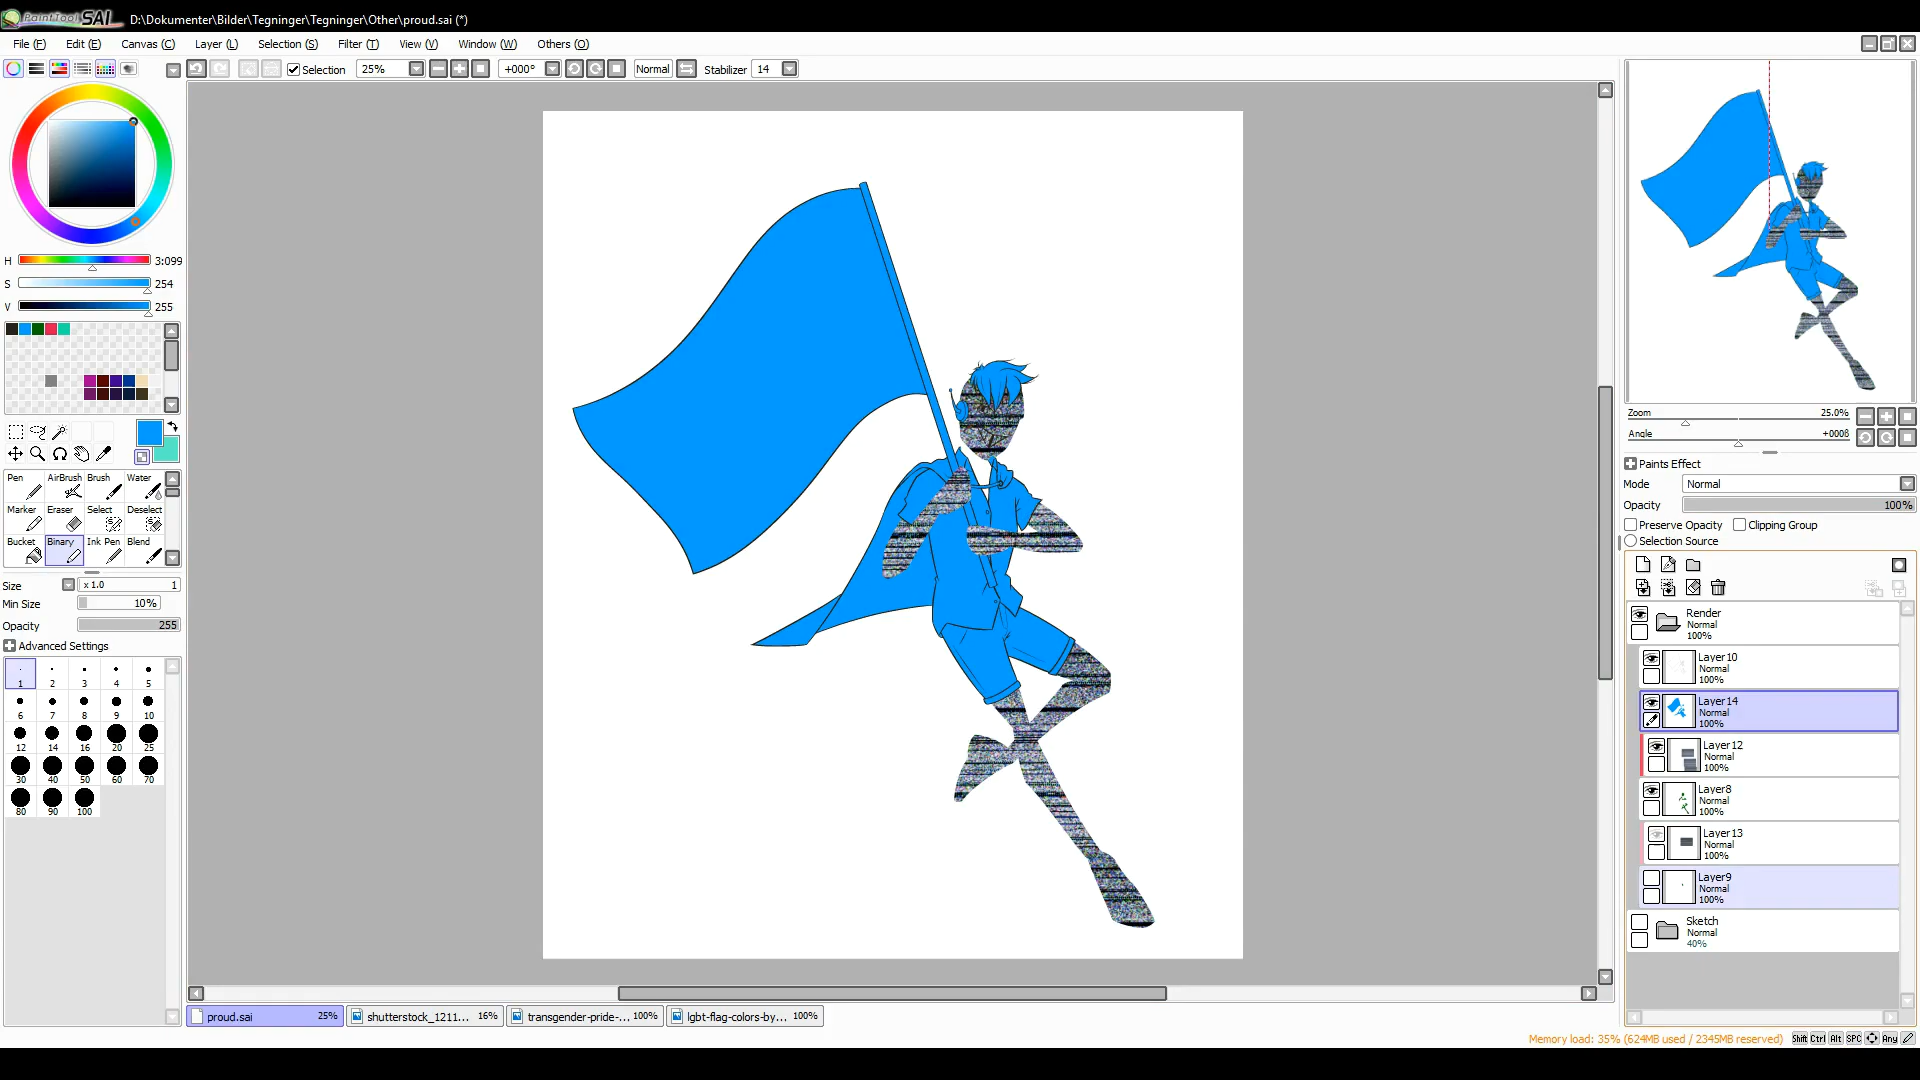 PaintTool SAI D:\Dokumenter\Bilder\Tegninger\Tegninger\Other\proud.sai (*)
File (F) Edit (E) Canvas (C) Layer (L) Selection (S) Filter (T) View (V) Window (W) Others (O)
Selection 25% +000° Normal Stabilizer 14
H 3:099
S 254
V 255
Pen AirBrush Brush Water
Marker Eraser Select Deselect
Bucket Binary Ink Pen Blend
Size x 1.0 1
Min Size 10%
Opacity 255
Advanced Settings
1 2 3 4 5
6 7 8 9 10
12 14 16 20 25
30 40 50 60 70
80 90 100
Zoom 25.0%
Angle
Paints Effect
Mode Normal
Opacity 100%
Preserve Opacity Clipping Group
Selection Source
Render
Normal
100%
Layer10
Normal
100%
Layer14
Normal
100%
Layer12
Normal
100%
Layer8
Normal
100%
Layer13
Normal
100%
Layer9
Normal
100%
Sketch
Normal
40%
proud.sai 25% shutterstock_1211... 16% transgender-pride-... 100% lgbt-flag-colors-by... 100%
Memory load: 35% (624MB used / 2345MB reserved) Shift Ctrl Alt SPC Any